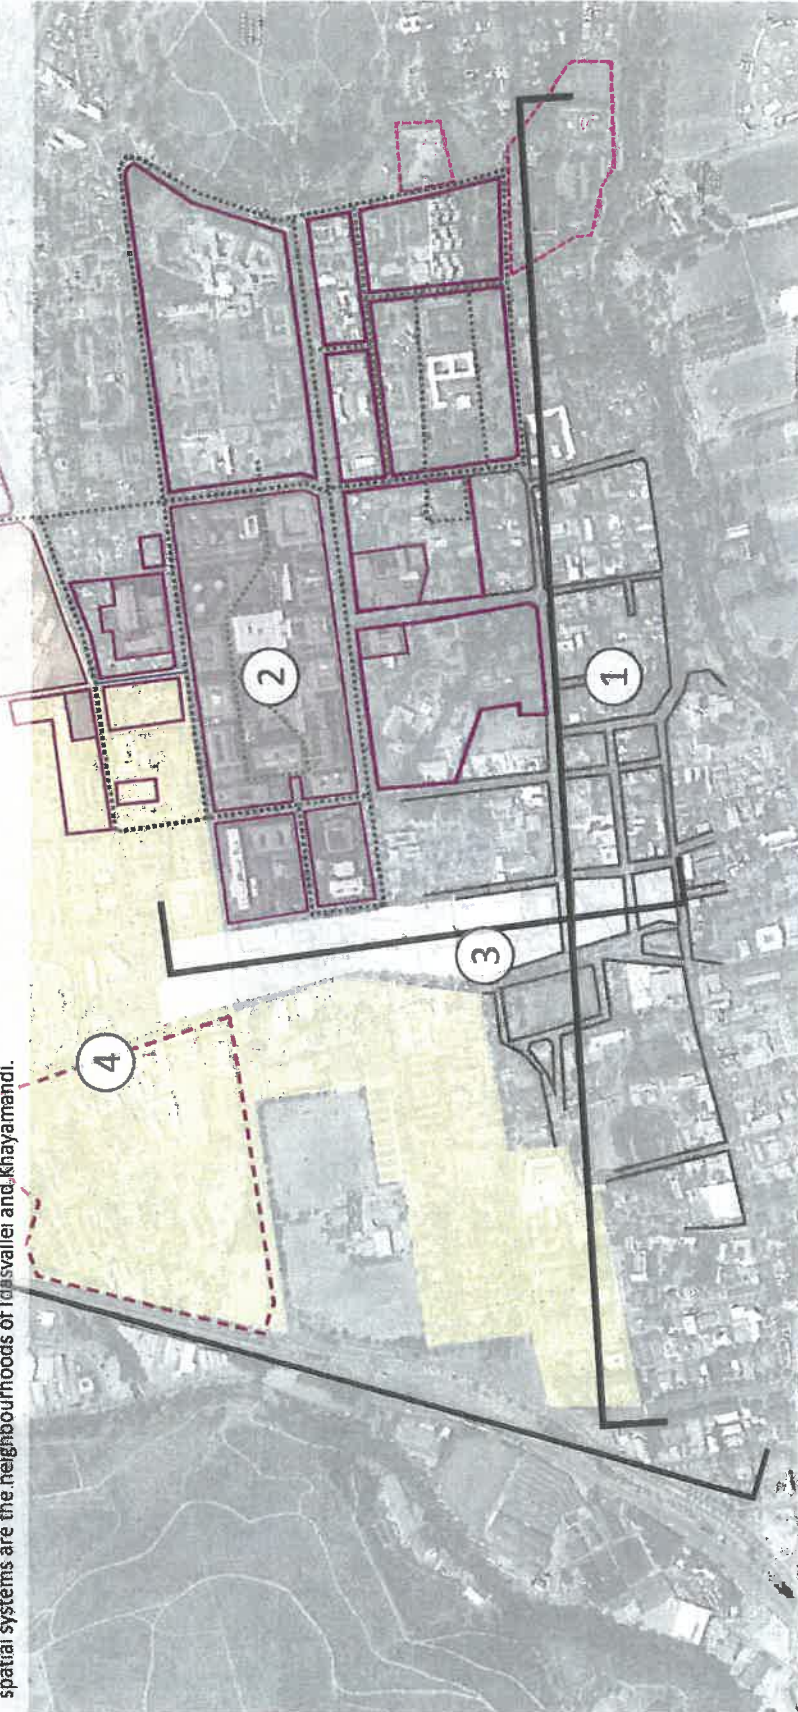 spatial systems are the neighbourhoods of Idasvallei and Khayamandi.
4
2
3
1